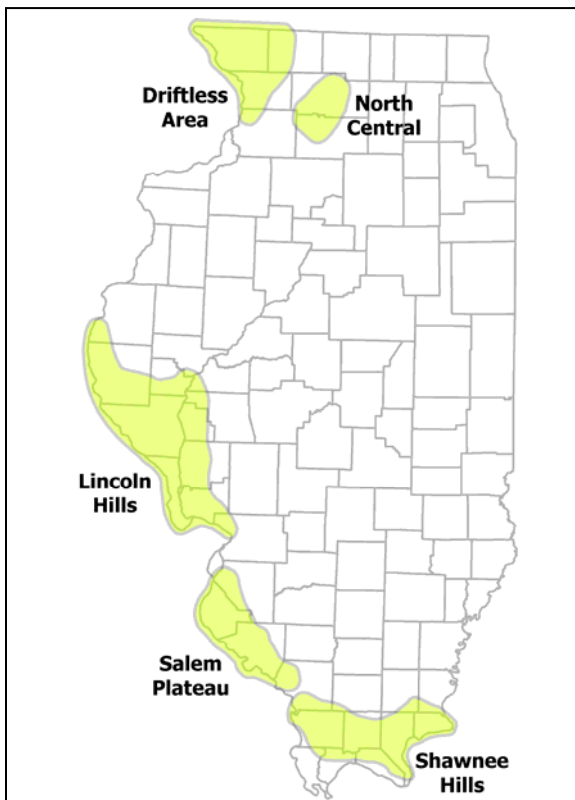 Driftless
Area
North
Central
Lincoln
Hills
Salem
Plateau
Shawnee
Hills